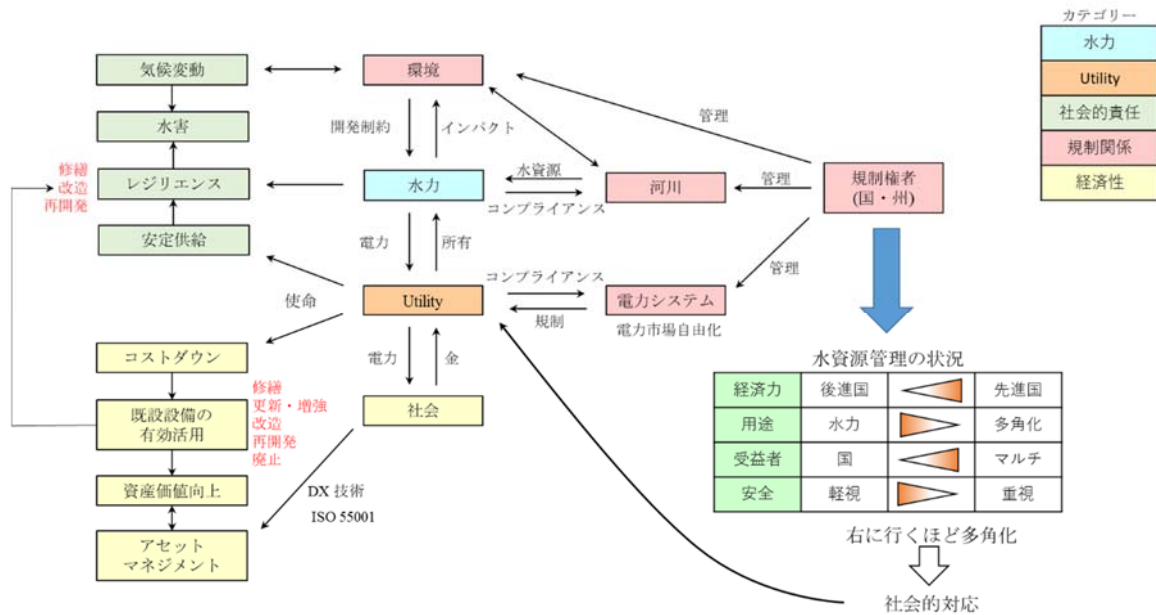 カテゴリー
水力
Utility
社会的責任
規制関係
経済性
気候変動
環境
開発制約
インパクト
管理
水害
修繕
改造
再開発
レジリエンス
水力
水資源
コンプライアンス
河川
管理
規制権者
(国・州)
安定供給
電力
所有
管理
使命
Utility
コンプライアンス
規制
電力システム
電力市場自由化
コストダウン
電力
金
社会
修繕
更新・増強
改造
再開発
廃止
既設設備の
有効活用
資産価値向上
DX 技術
ISO 55001
アセット
マネジメント
水資源管理の状況
経済力 後進国 先進国
用途 水力 多角化
受益者 国 マルチ
安全 軽視 重視
右に行くほど多角化
社会的対応